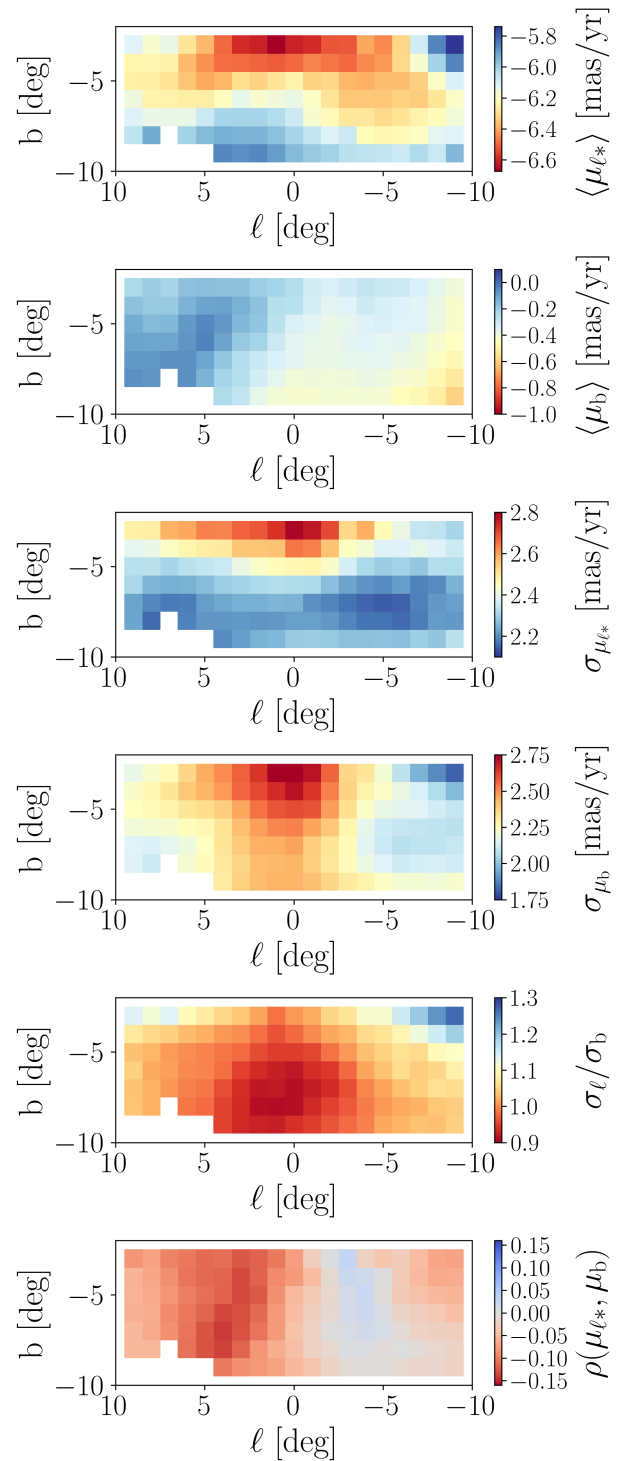 b [deg]
−5
−10
10 5 0 −5 −10
ℓ [deg]
−5.8
−6.0
−6.2
−6.4
−6.6
⟨μℓ*⟩ [mas/yr]
b [deg]
−5
−10
10 5 0 −5 −10
ℓ [deg]
0.0
−0.2
−0.4
−0.6
−0.8
−1.0
⟨μb⟩ [mas/yr]
b [deg]
−5
−10
10 5 0 −5 −10
ℓ [deg]
2.8
2.6
2.4
2.2
σμℓ* [mas/yr]
b [deg]
−5
−10
10 5 0 −5 −10
ℓ [deg]
2.75
2.50
2.25
2.00
1.75
σμb [mas/yr]
b [deg]
−5
−10
10 5 0 −5 −10
ℓ [deg]
1.3
1.2
1.1
1.0
0.9
σℓ/σb
b [deg]
−5
−10
10 5 0 −5 −10
ℓ [deg]
0.15
0.10
0.05
0.00
−0.05
−0.10
−0.15
ρ(μℓ*, μb)